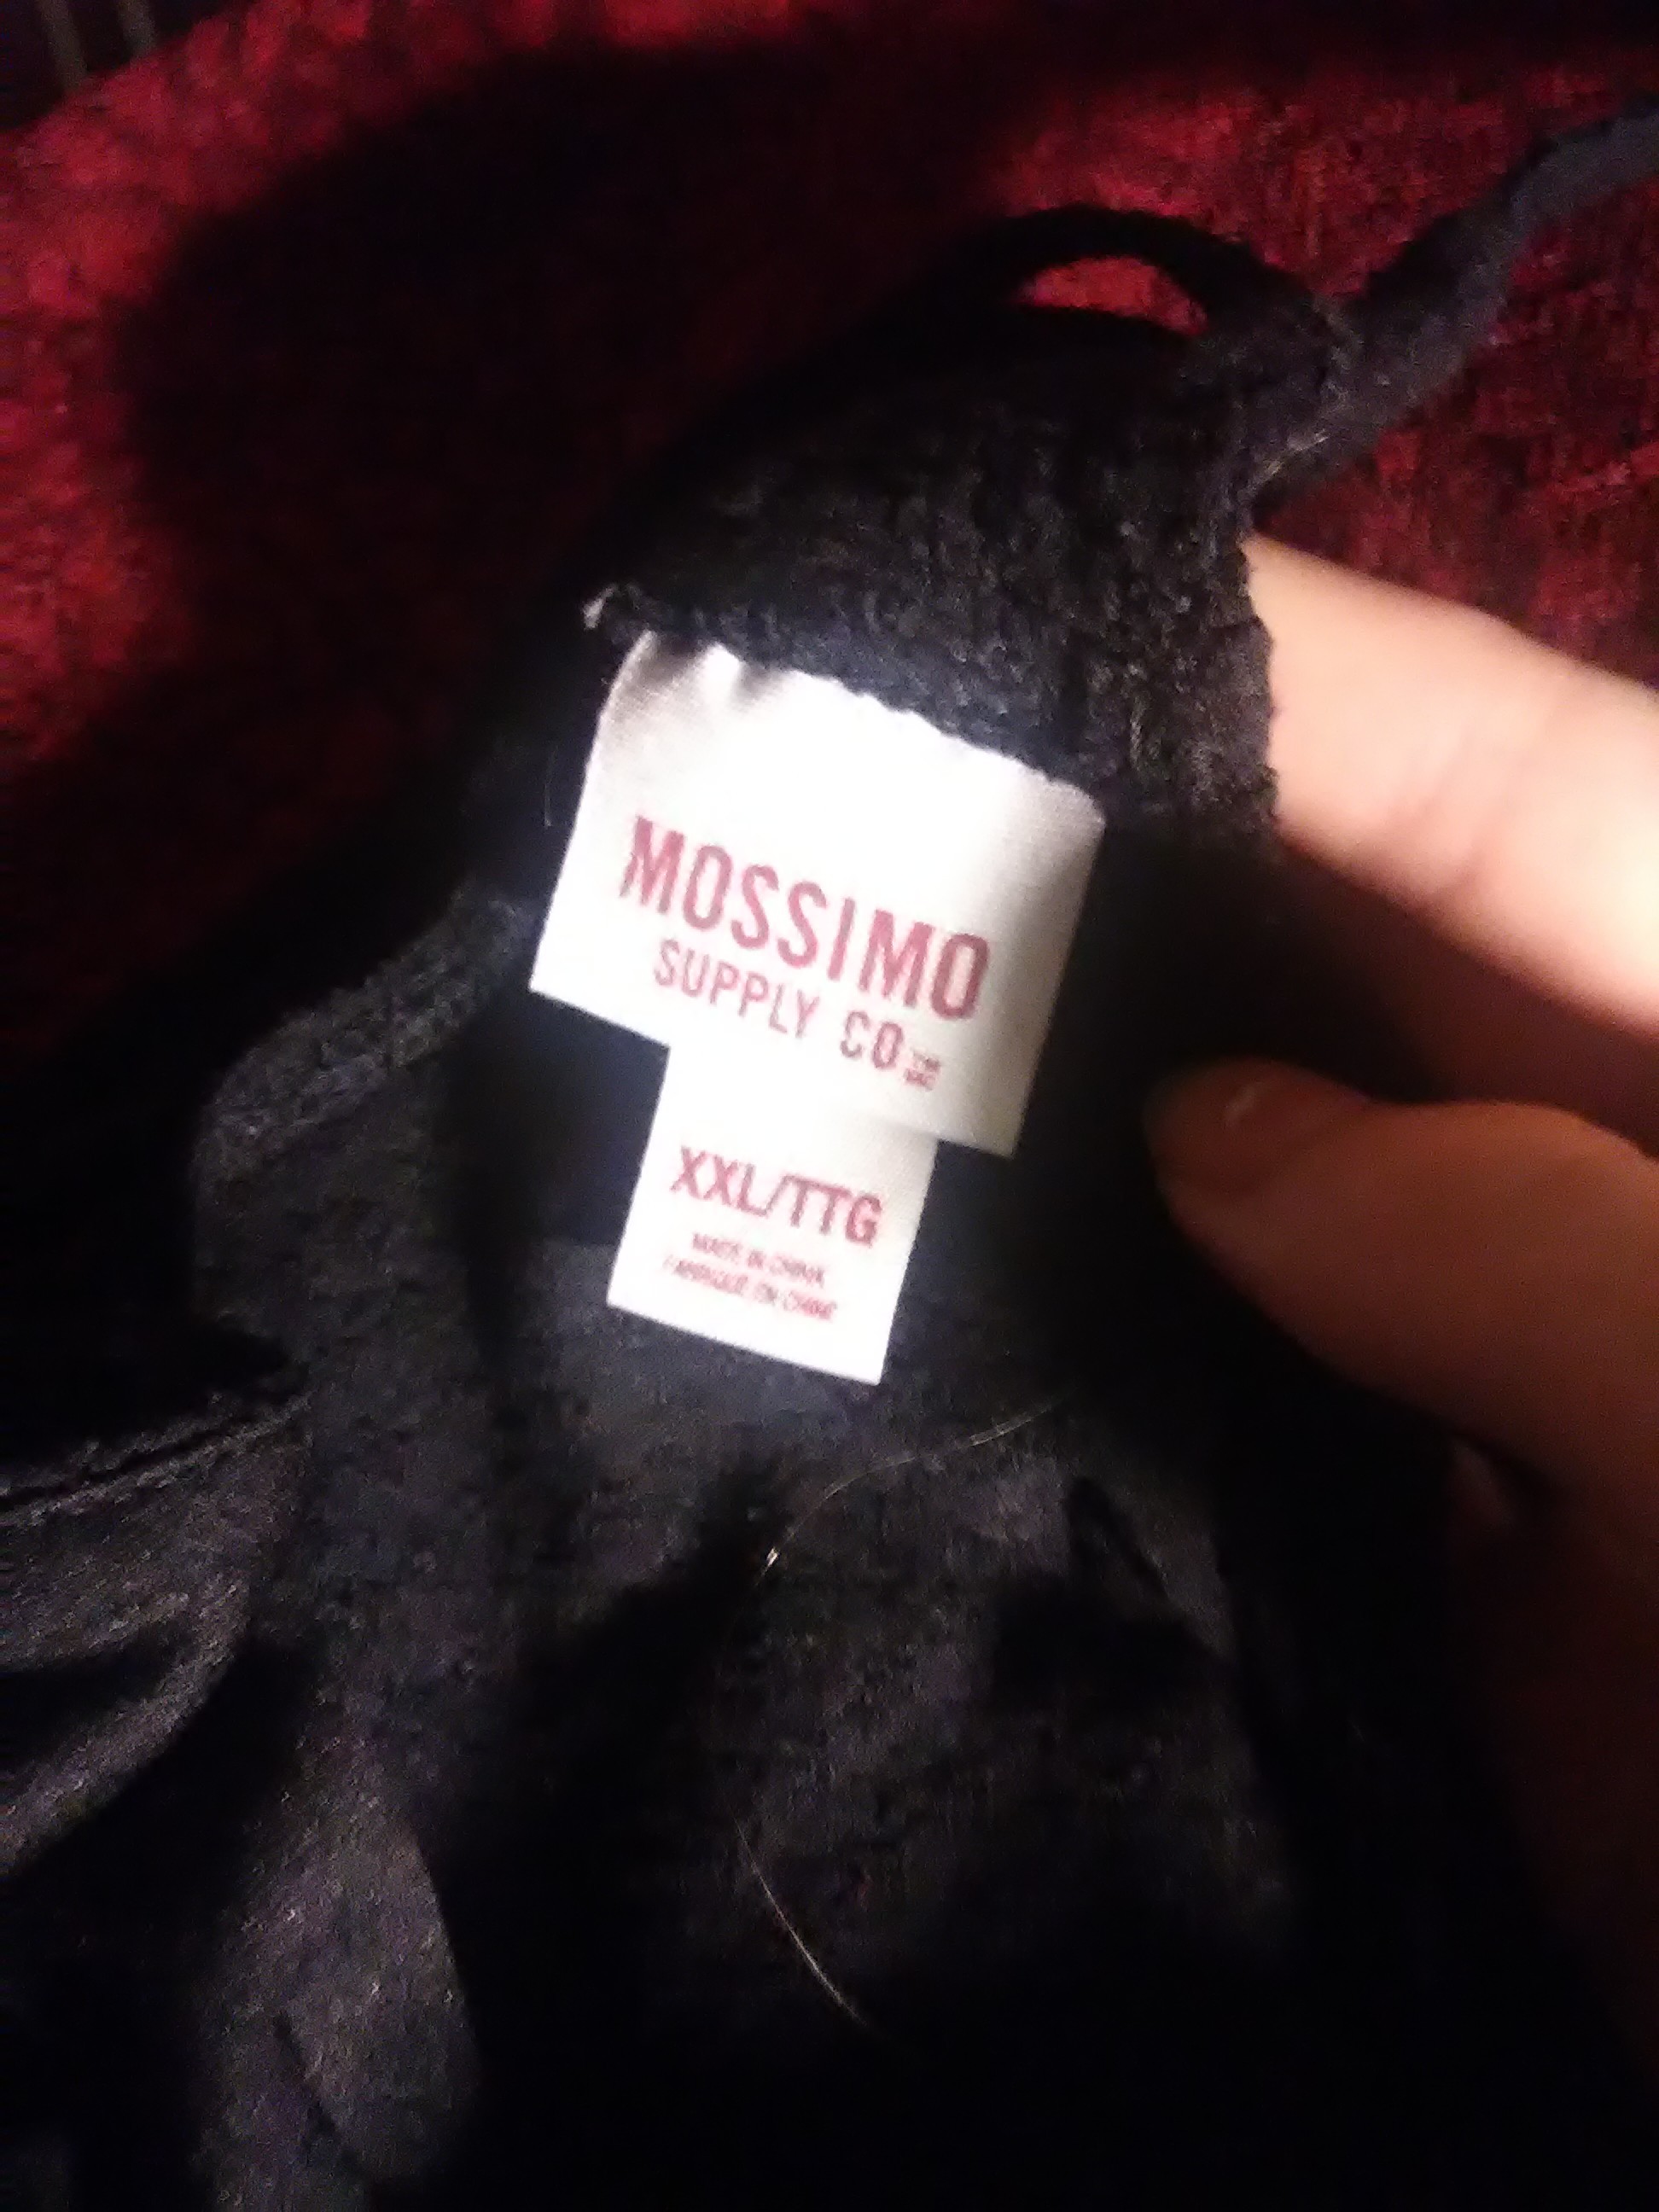 MOSSIMO
SUPPLY CO
XXL/TTG
MADE IN CHINA
FABRIQUÉ EN CHINE